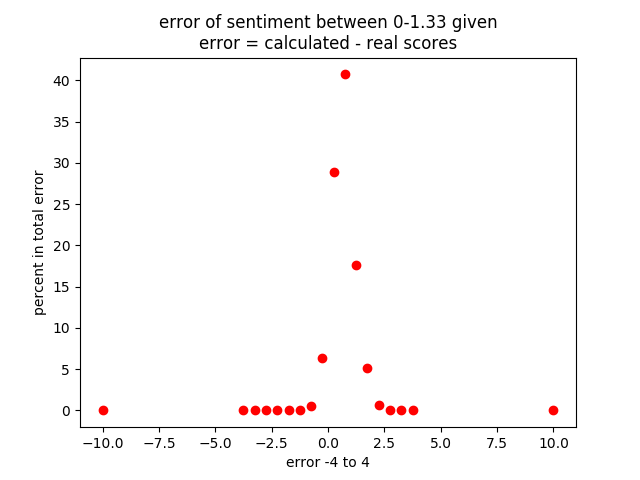 error of sentiment between 0-1.33 given
error = calculated - real scores
40
35
30
25
20
15
10
5
0
percent in total error
−10.0 −7.5 −5.0 −2.5 0.0 2.5 5.0 7.5 10.0
error -4 to 4